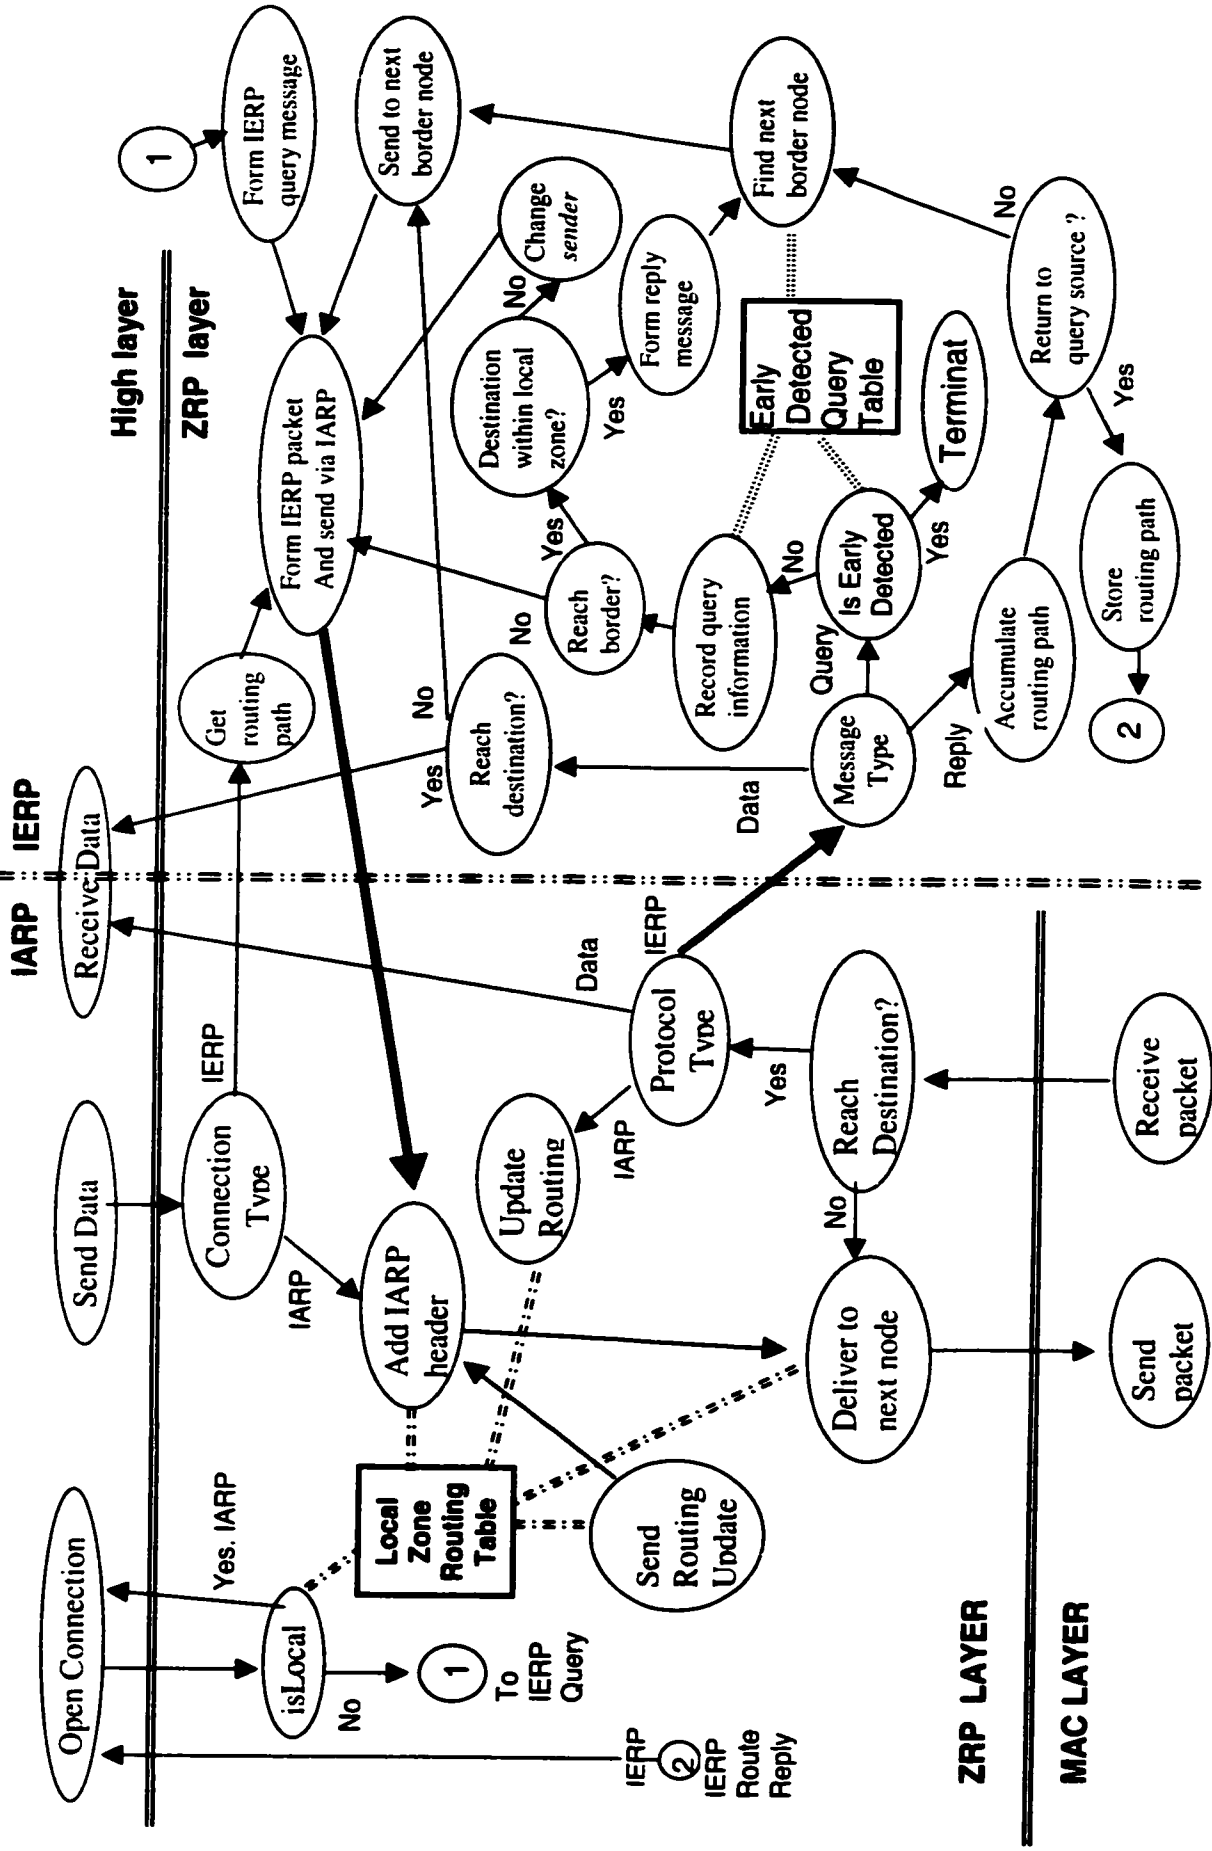 IARP
IERP
Open Connection
Send Data
Receive Data
High layer
ZRP layer
1
Form IERP
query message
Yes. IARP
isLocal
No
1
To
IERP
Query
IERP
2
IERP
Route
Reply
Connection
Type
IERP
IARP
Get
routing
path
Form IERP packet
And send via IARP
Send to next
border node
Local
Zone
Routing
Table
Add IARP
header
Update
Routing
IARP
Send
Routing
Update
Protocol
Type
Data
IERP
Yes
Reach
Destination?
No
Deliver to
next node
Reach
destination?
Yes
No
Reach
border?
No
Yes
Destination
within local
zone?
No
Yes
Change
sender
Form reply
message
Find next
border node
Record query
information
No
Is Early
Detected
Yes
Terminat
Early
Detected
Query
Table
Message
Type
Data
Query
Reply
Accumulate
routing path
Return to
query source ?
No
Yes
Store
routing path
2
ZRP LAYER
MAC LAYER
Send
packet
Receive
packet